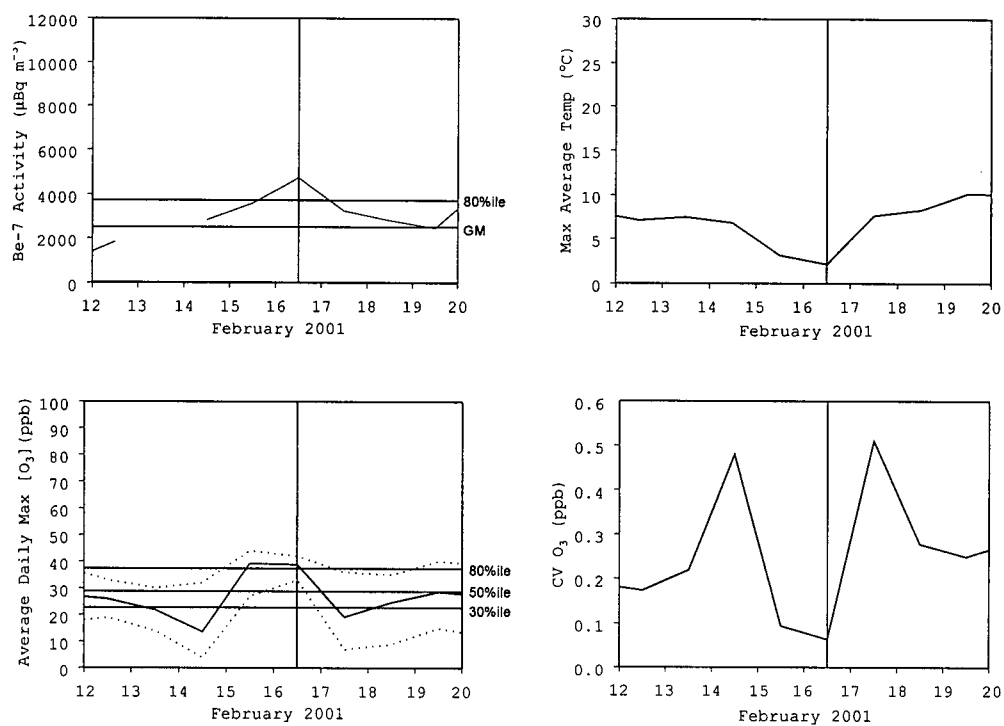 Be-7 Activity (µBq m⁻³)
12000
10000
8000
6000
4000
2000
0
80%ile
GM
12 13 14 15 16 17 18 19 20
February 2001
Max Average Temp (°C)
30
25
20
15
10
5
0
12 13 14 15 16 17 18 19 20
February 2001
Average Daily Max [O₃](ppb)
100
90
80
70
60
50
40
30
20
10
0
80%ile
50%ile
30%ile
12 13 14 15 16 17 18 19 20
February 2001
CV O₃ (ppb)
0.6
0.5
0.4
0.3
0.2
0.1
0.0
12 13 14 15 16 17 18 19 20
February 2001